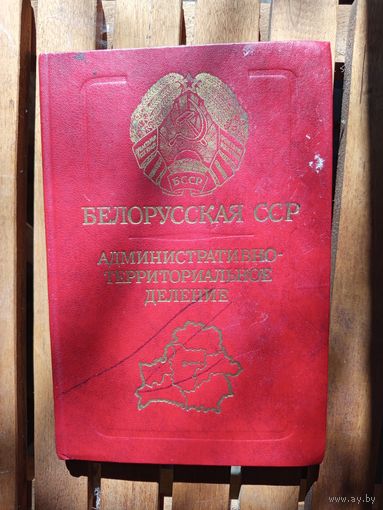 БССР
БЕЛОРУССКАЯ ССР
АДМИНИСТРАТИВНО-
ТЕРРИТОРИАЛЬНОЕ
ДЕЛЕНИЕ
www.ay.by